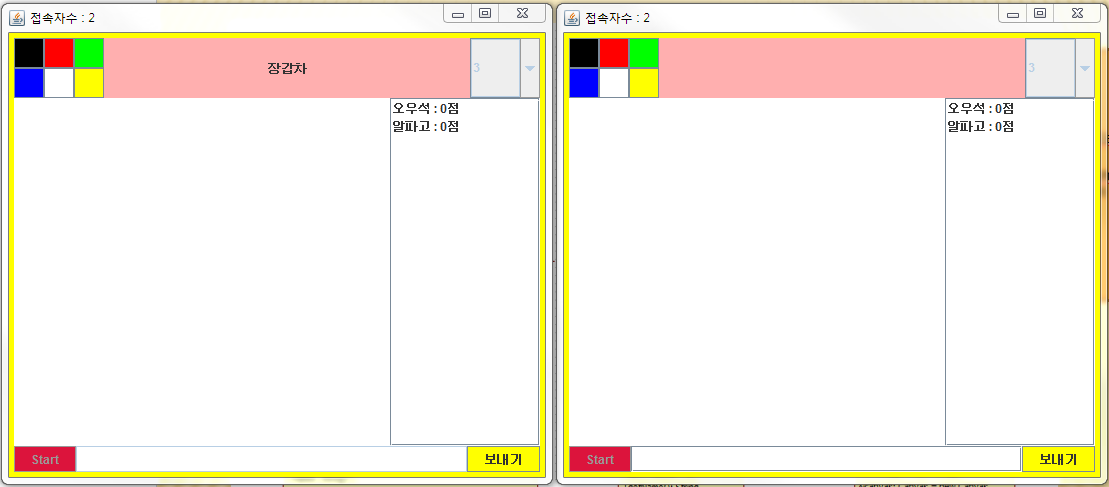 접속자수 : 2
장갑차
3
오우석 : 0점
알파고 : 0점
Start
보내기
접속자수 : 2
3
오우석 : 0점
알파고 : 0점
Start
보내기